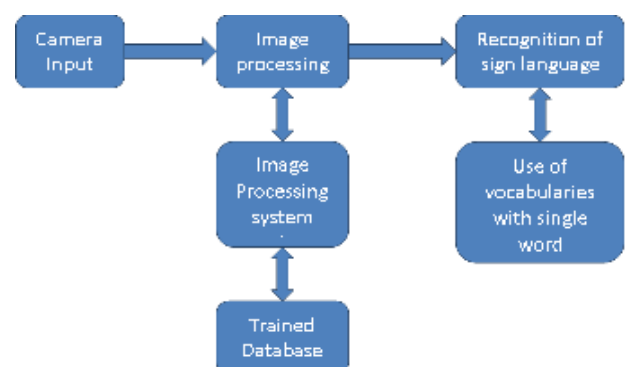 Camera
Input
Image
processing
Recognition of
sign language
Image
Processing
system
.
Use of
vocabularies
with single
word
Trained
Database